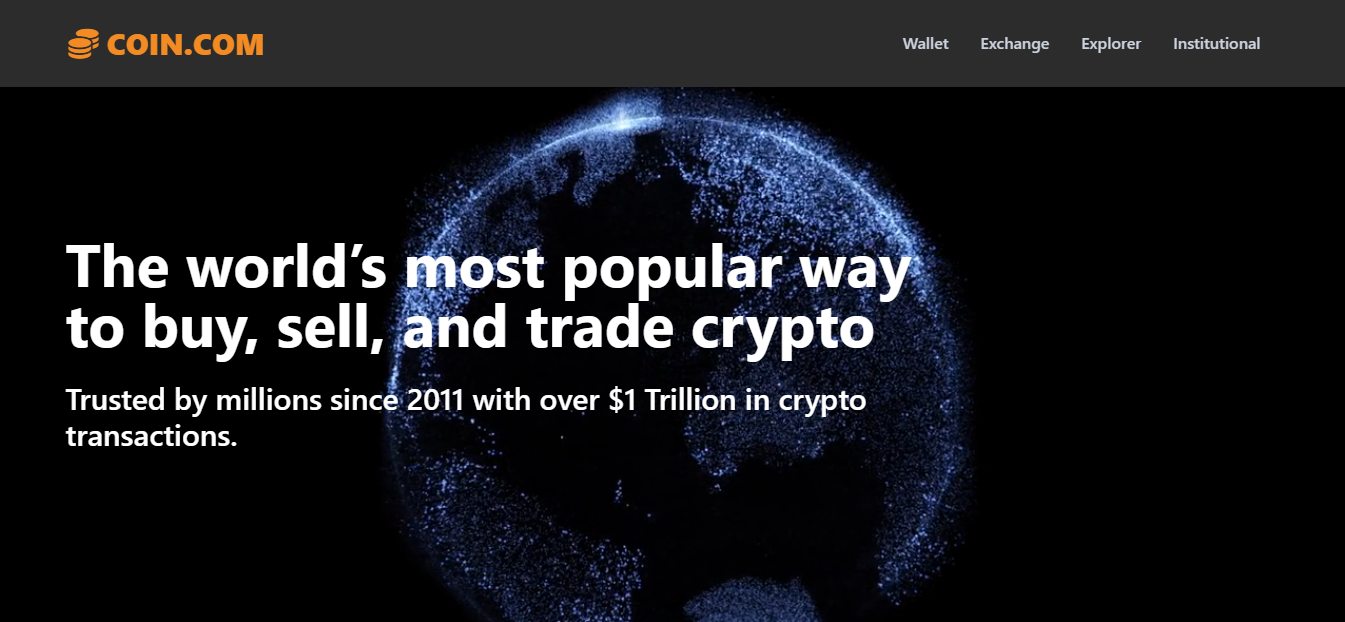 COIN.COM
Wallet Exchange Explorer Institutional
The world’s most popular way
to buy, sell, and trade crypto
Trusted by millions since 2011 with over $1 Trillion in crypto
transactions.